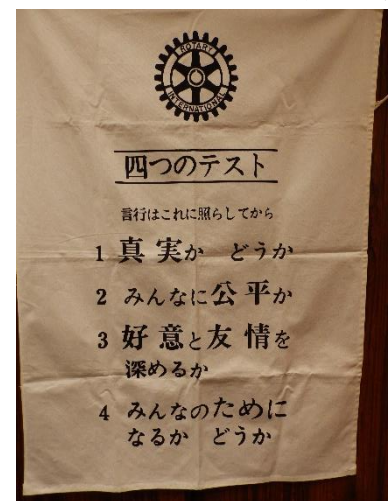 ROTARY
INTERNATIONAL
四つのテスト
言行はこれに照らしてから
1 真実か どうか
2 みんなに公平か
3 好意と友情を
深めるか
4 みんなのために
なるか どうか